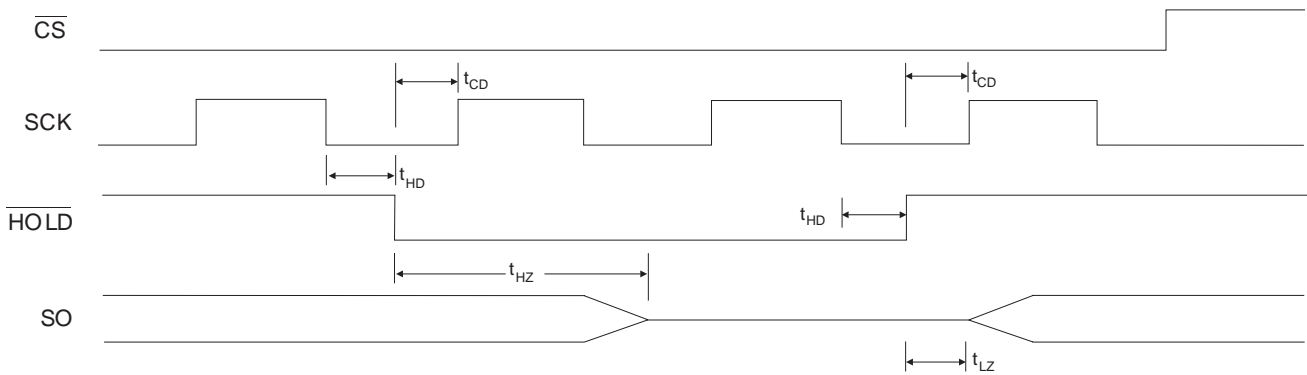 CS
t_CD
t_CD
SCK
t_HD
HOLD
t_HD
t_HZ
SO
t_LZ